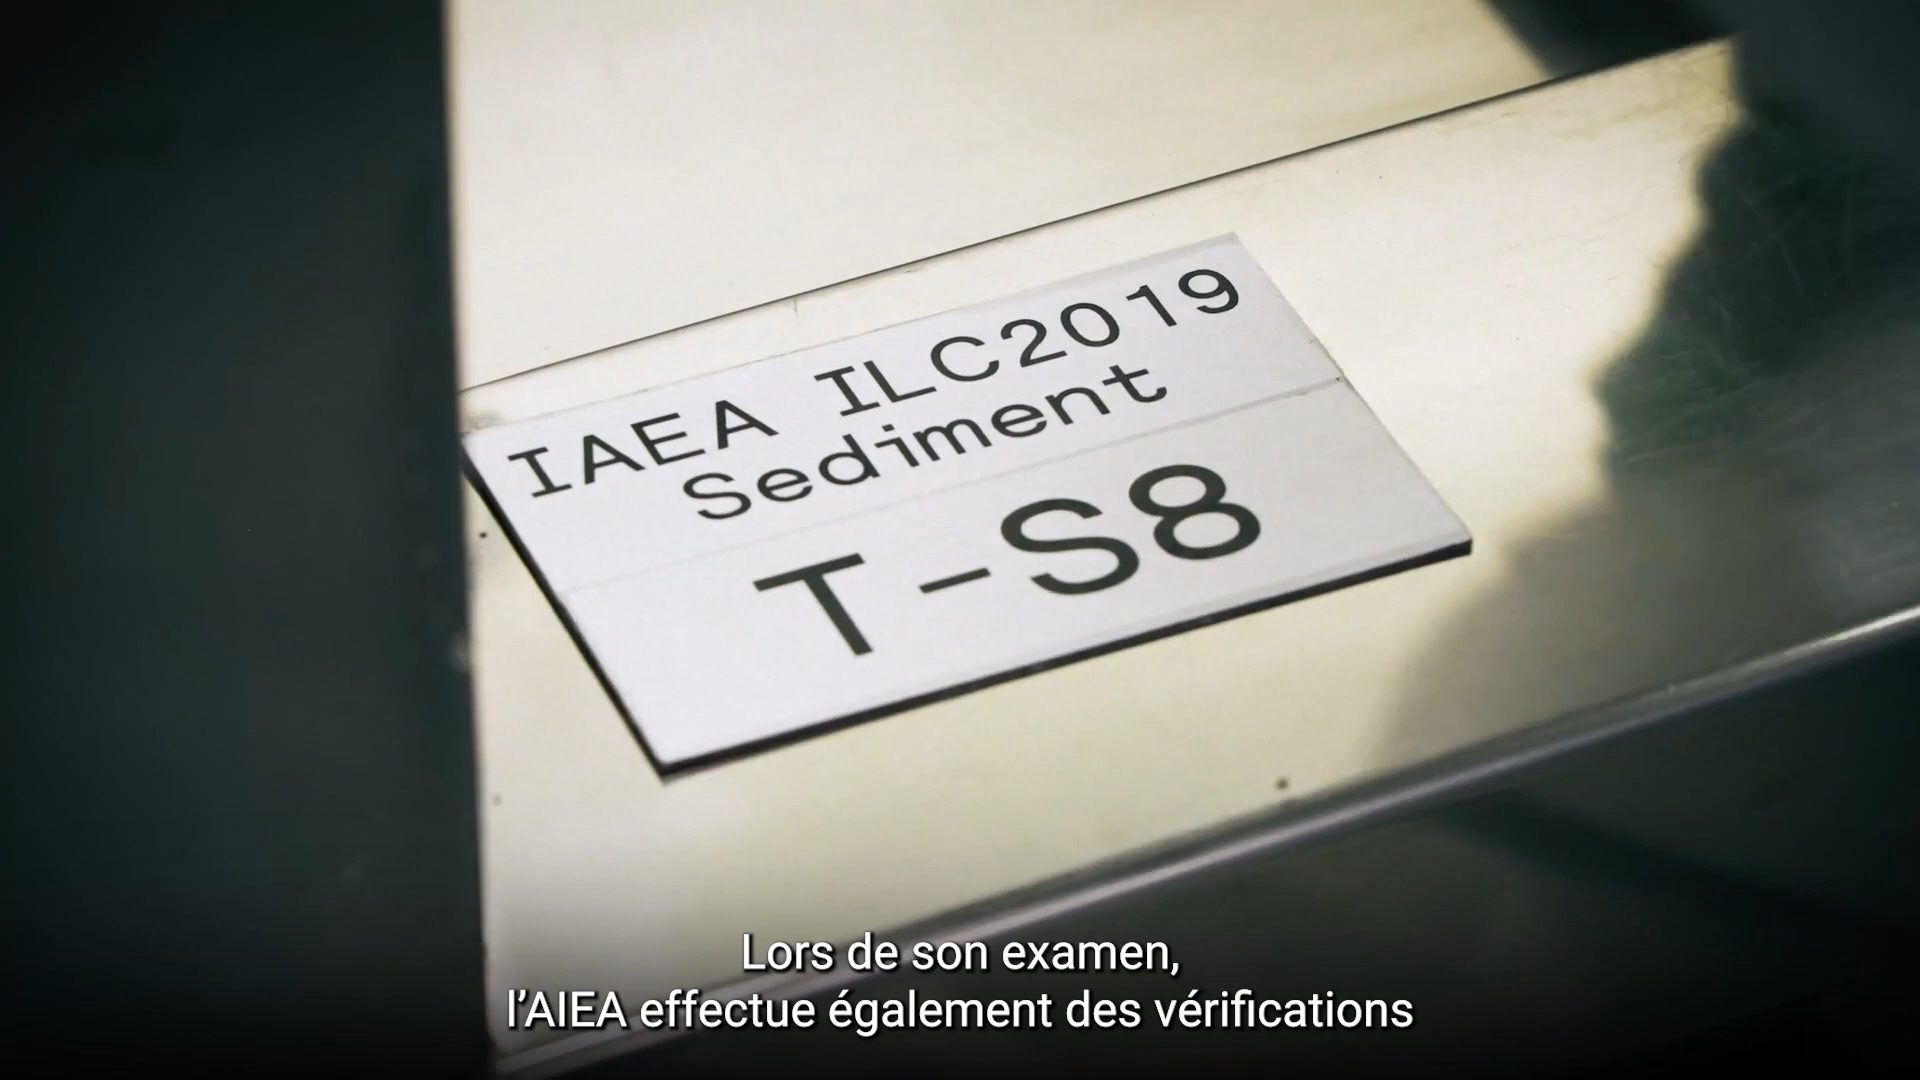 IAEA ILC2019
Sediment
T-S8
Lors de son examen,
l’AIEA effectue également des vérifications